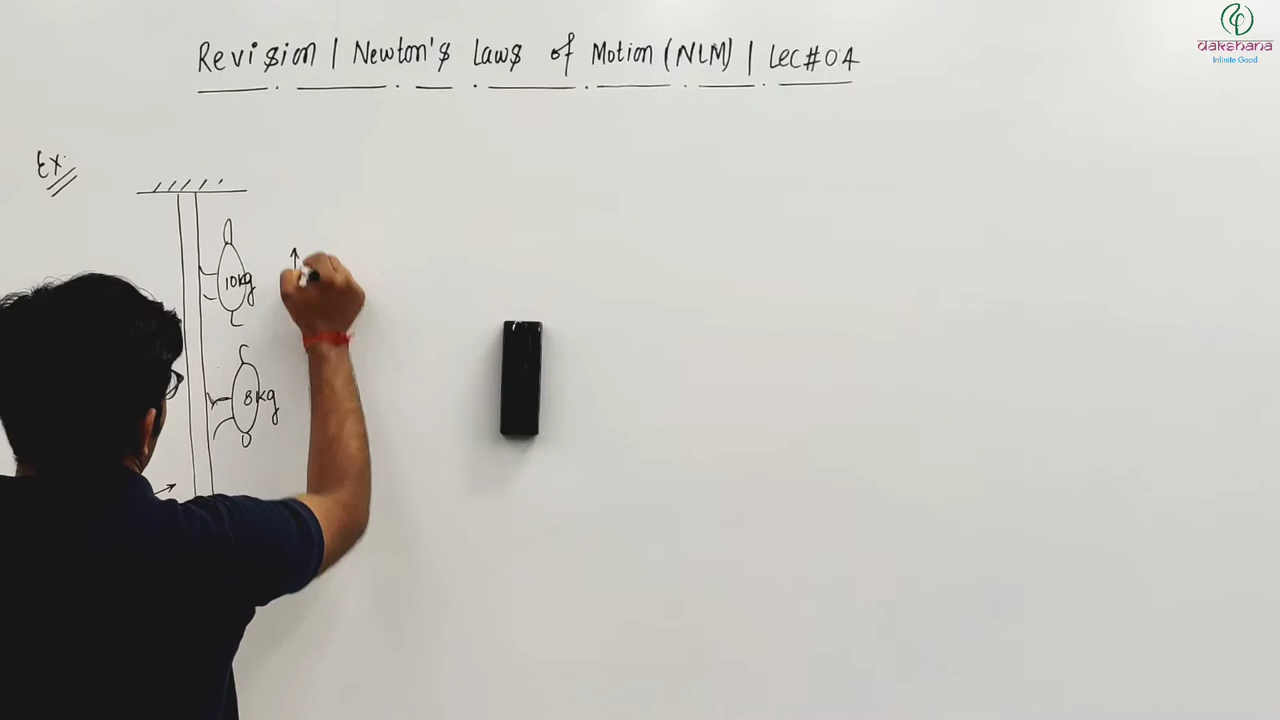 dakshana
Infinite Good
Revision | Newton's Laws of Motion (NLM) | Lec#04
Ex.
10kg
8kg